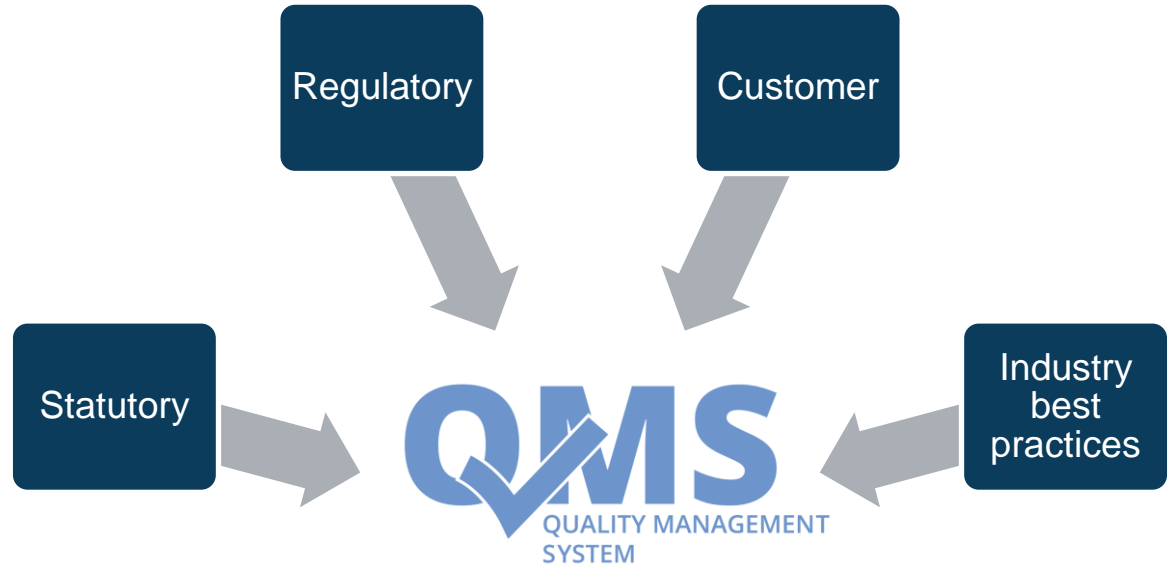 Regulatory
Customer
Statutory
Industry
best
practices
QMS
QUALITY MANAGEMENT
SYSTEM